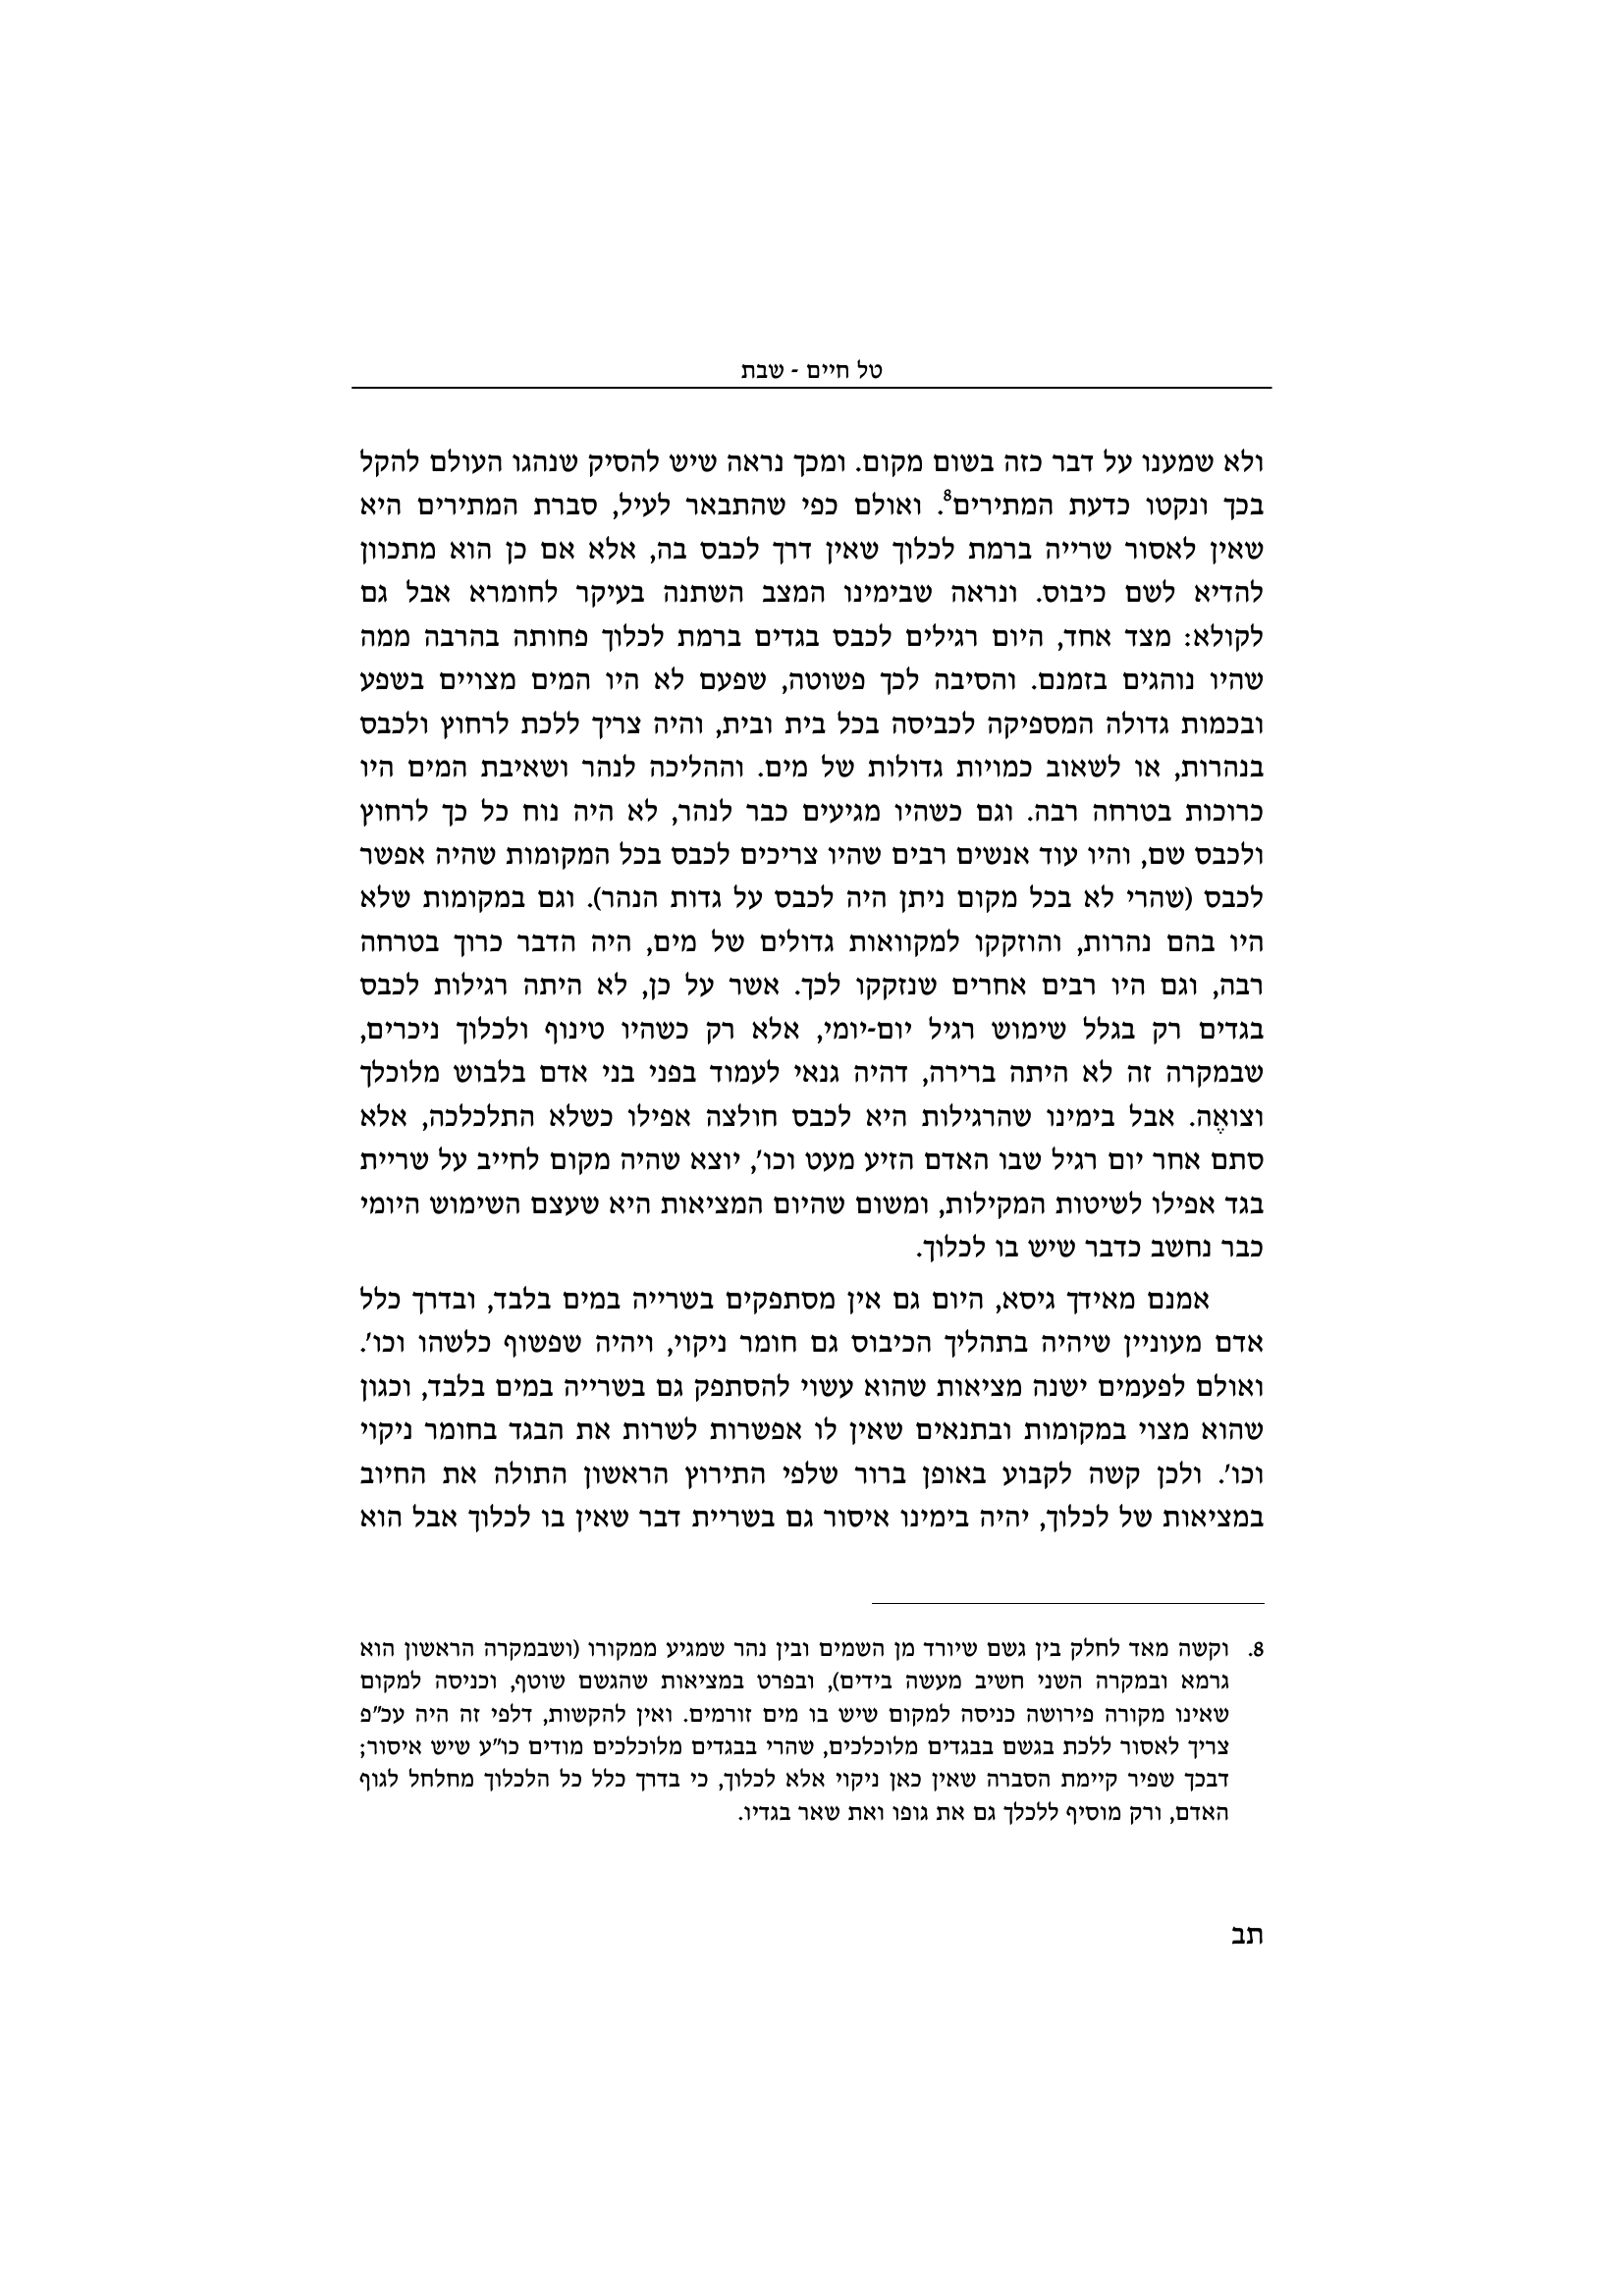 טל חיים - שבת
ולא שמענו על דבר כזה בשום מקום. ומכך נראה שיש להסיק שנהגו העולם להקל
בכך ונקטו כדעת המתירים8. ואולם כפי שהתבאר לעיל, סברת המתירים היא
שאין לאסור שרייה ברמת לכלוך שאין דרך לכבס בה, אלא אם כן הוא מתכוון
להדיא לשם כיבוס. ונראה שבימינו המצב השתנה בעיקר לחומרא אבל גם
לקולא: מצד אחד, היום רגילים לכבס בגדים ברמת לכלוך פחותה בהרבה ממה
שהיו נוהגים בזמנם. והסיבה לכך פשוטה, שפעם לא היו המים מצויים בשפע
ובכמות גדולה המספיקה לכביסה בכל בית ובית, והיה צריך ללכת לרחוץ ולכבס
בנהרות, או לשאוב כמויות גדולות של מים. וההליכה לנהר ושאיבת המים היו
כרוכות בטרחה רבה. וגם כשהיו מגיעים כבר לנהר, לא היה נוח כל כך לרחוץ
ולכבס שם, והיו עוד אנשים רבים שהיו צריכים לכבס בכל המקומות שהיה אפשר
לכבס (שהרי לא בכל מקום ניתן היה לכבס על גדות הנהר). וגם במקומות שלא
היו בהם נהרות, והוזקקו למקוואות גדולים של מים, היה הדבר כרוך בטרחה
רבה, וגם היו רבים אחרים שנזקקו לכך. אשר על כן, לא היתה רגילות לכבס
בגדים רק בגלל שימוש רגיל יום-יומי, אלא רק כשהיו טינוף ולכלוך ניכרים,
שבמקרה זה לא היתה ברירה, דהיה גנאי לעמוד בפני בני אדם בלבוש מלוכלך
וצואֶה. אבל בימינו שהרגילות היא לכבס חולצה אפילו כשלא התלכלכה, אלא
סתם אחר יום רגיל שבו האדם הזיע מעט וכו', יוצא שהיה מקום לחייב על שריית
בגד אפילו לשיטות המקילות, ומשום שהיום המציאות היא שעצם השימוש היומי
כבר נחשב כדבר שיש בו לכלוך.
אמנם מאידך גיסא, היום גם אין מסתפקים בשרייה במים בלבד, ובדרך כלל
אדם מעוניין שיהיה בתהליך הכיבוס גם חומר ניקוי, ויהיה שפשוף כלשהו וכו'.
ואולם לפעמים ישנה מציאות שהוא עשוי להסתפק גם בשרייה במים בלבד, וכגון
שהוא מצוי במקומות ובתנאים שאין לו אפשרות לשרות את הבגד בחומר ניקוי
וכו'. ולכן קשה לקבוע באופן ברור שלפי התירוץ הראשון התולה את החיוב
במציאות של לכלוך, יהיה בימינו איסור גם בשריית דבר שאין בו לכלוך אבל הוא
8. וקשה מאד לחלק בין גשם שיורד מן השמים ובין נהר שמגיע ממקורו (ושבמקרה הראשון הוא
גרמא ובמקרה השני חשיב מעשה בידים), ובפרט במציאות שהגשם שוטף, וכניסה למקום
שאינו מקורה פירושה כניסה למקום שיש בו מים זורמים. ואין להקשות, דלפי זה היה עכ"פ
צריך לאסור ללכת בגשם בבגדים מלוכלכים, שהרי בבגדים מלוכלכים מודים כו"ע שיש איסור;
דבכך שפיר קיימת הסברה שאין כאן ניקוי אלא לכלוך, כי בדרך כלל כל הלכלוך מחלחל לגוף
האדם, ורק מוסיף ללכלך גם את גופו ואת שאר בגדיו.
תב